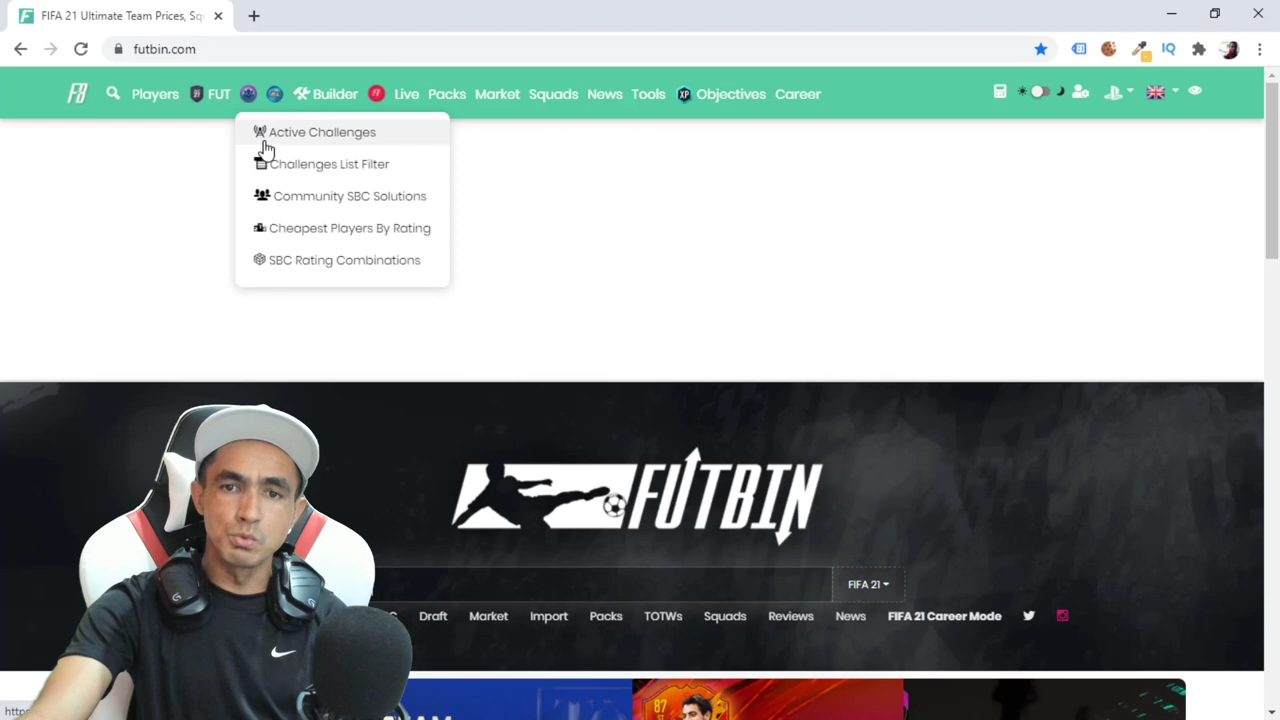 FIFA 21 Ultimate Team Prices, Squ
futbin.com
Players FUT Builder Live Packs Market Squads News Tools XP Objectives Career
Active Challenges
Challenges List Filter
Community SBC Solutions
Cheapest Players By Rating
SBC Rating Combinations
FUTBIN
FIFA 21
Draft Market Import Packs TOTWs Squads Reviews News FIFA 21 Career Mode
87